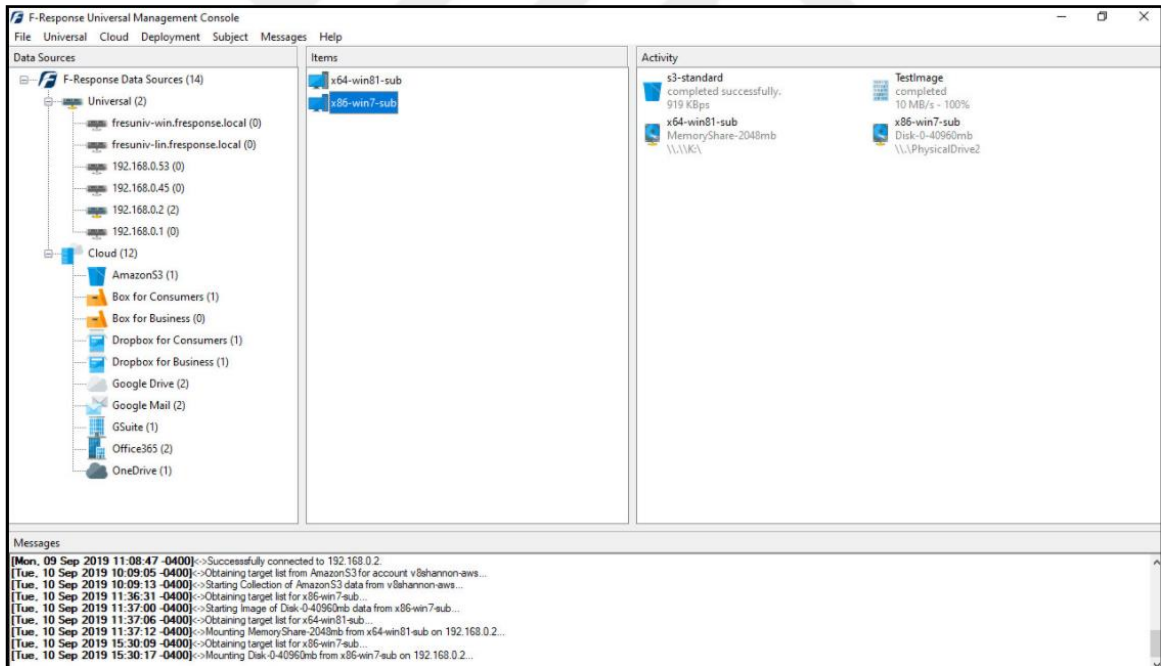 F-Response Universal Management Console
File Universal Cloud Deployment Subject Messages Help
Data Sources
F-Response Data Sources (14)
Universal (2)
fresuniv-win.fresponse.local (0)
fresuniv-lin.fresponse.local (0)
192.168.0.53 (0)
192.168.0.45 (0)
192.168.0.2 (2)
192.168.0.1 (0)
Cloud (12)
AmazonS3 (1)
Box for Consumers (1)
Box for Business (0)
Dropbox for Consumers (1)
Dropbox for Business (1)
Google Drive (2)
Google Mail (2)
GSuite (1)
Office365 (2)
OneDrive (1)
Items
x64-win81-sub
x86-win7-sub
Activity
s3-standard
completed successfully.
919 KBps
TestImage
completed
10 MB/s - 100%
x64-win81-sub
MemoryShare-2048mb
\\.\\K:\
x86-win7-sub
Disk-0-40960mb
\\.\PhysicalDrive2
Messages
[Mon, 09 Sep 2019 11:08:47 -0400]<->Successfully connected to 192.168.0.2.
[Tue, 10 Sep 2019 10:09:05 -0400]<->Obtaining target list from AmazonS3 for account v8shannon-aws...
[Tue, 10 Sep 2019 10:09:13 -0400]<->Starting Collection of AmazonS3 data from v8shannon-aws...
[Tue, 10 Sep 2019 11:36:31 -0400]<->Obtaining target list for x86-win7-sub...
[Tue, 10 Sep 2019 11:37:00 -0400]<->Starting Image of Disk-0-40960mb data from x86-win7-sub...
[Tue, 10 Sep 2019 11:37:06 -0400]<->Obtaining target list for x64-win81-sub...
[Tue, 10 Sep 2019 11:37:12 -0400]<->Mounting MemoryShare-2048mb from x64-win81-sub on 192.168.0.2...
[Tue, 10 Sep 2019 15:30:09 -0400]<->Obtaining target list for x86-win7-sub...
[Tue, 10 Sep 2019 15:30:17 -0400]<->Mounting Disk-0-40960mb from x86-win7-sub on 192.168.0.2...